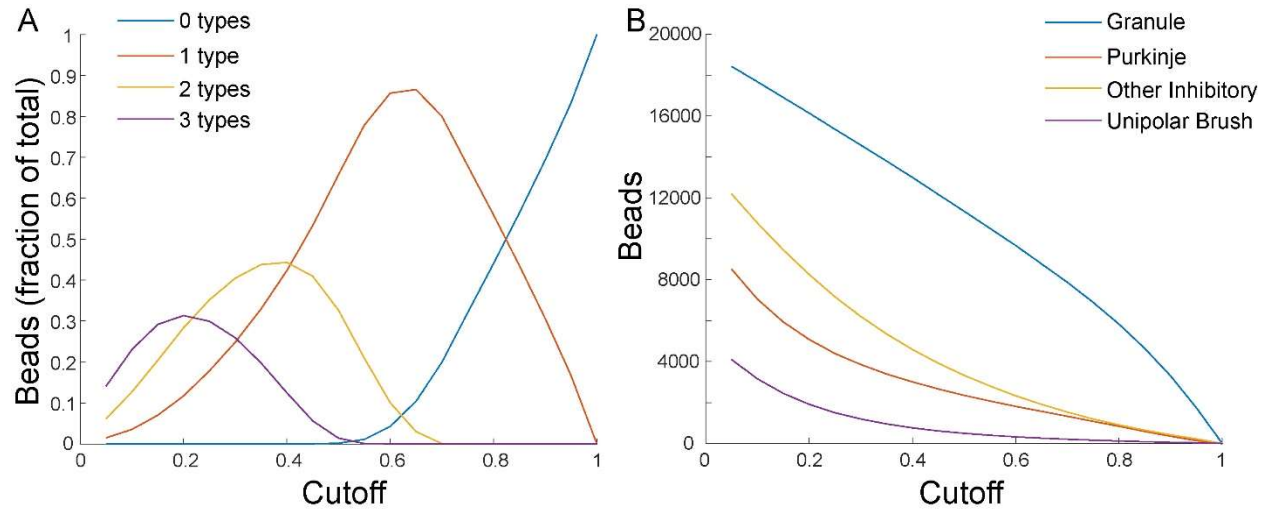 A
0 types
1 type
2 types
3 types
1
0.9
0.8
0.7
0.6
0.5
0.4
0.3
0.2
0.1
0
Beads (fraction of total)
0 0.2 0.4 0.6 0.8 1
Cutoff
B
Granule
Purkinje
Other Inhibitory
Unipolar Brush
20000
16000
12000
8000
4000
0
Beads
0 0.2 0.4 0.6 0.8 1
Cutoff